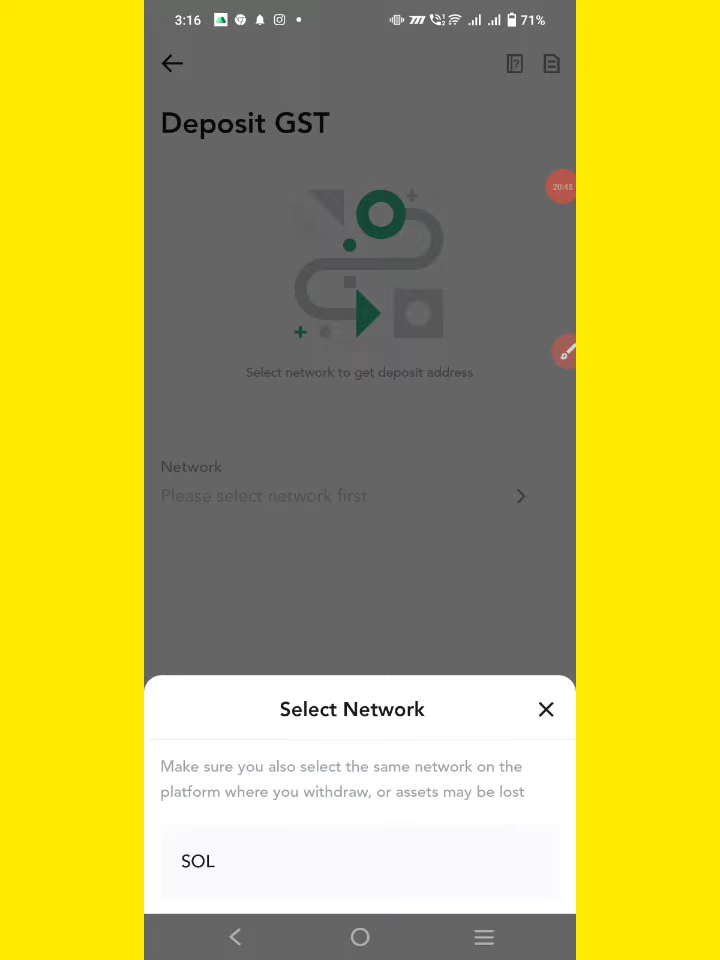 3:16
71%
Deposit GST
20:45
Select network to get deposit address
Network
Please select network first
Select Network
Make sure you also select the same network on the
platform where you withdraw, or assets may be lost
SOL